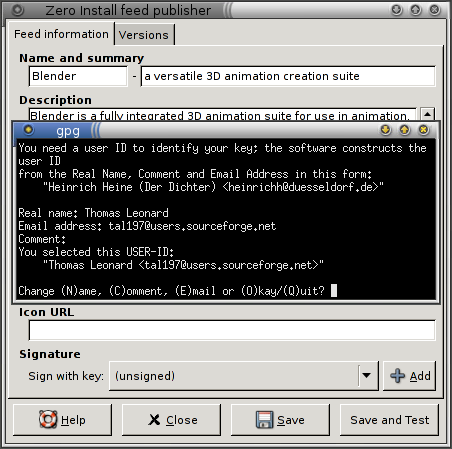 Zero Install feed publisher
Feed information Versions
Name and summary
Blender - a versatile 3D animation creation suite
Description
Blender is a fully integrated 3D animation suite for use in animation,
gpg
You need a user ID to identify your key; the software constructs the
user ID
from the Real Name, Comment and Email Address in this form:
"Heinrich Heine (Der Dichter) <heinrichh@duesseldorf.de>"
Real name: Thomas Leonard
Email address: tal197@users.sourceforge.net
Comment:
You selected this USER-ID:
"Thomas Leonard <tal197@users.sourceforge.net>"
Change (N)ame, (C)omment, (E)mail or (O)kay/(Q)uit?
Icon URL
Signature
Sign with key: (unsigned) Add
Help Close Save Save and Test